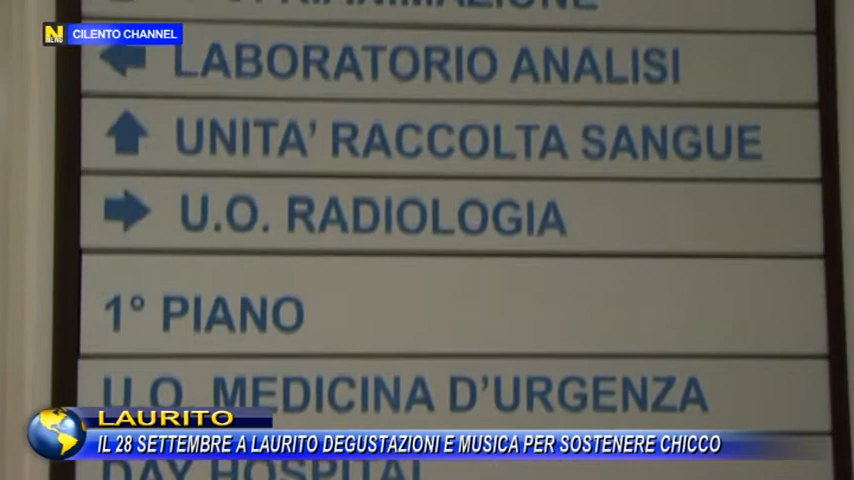 RIANIMAZIONE
CILENTO CHANNEL
LABORATORIO ANALISI
UNITA' RACCOLTA SANGUE
U.O. RADIOLOGIA
1° PIANO
U.O. MEDICINA D'URGENZA
LAURITO
IL 28 SETTEMBRE A LAURITO DEGUSTAZIONI E MUSICA PER SOSTENERE CHICCO
DAY HOSPITAL